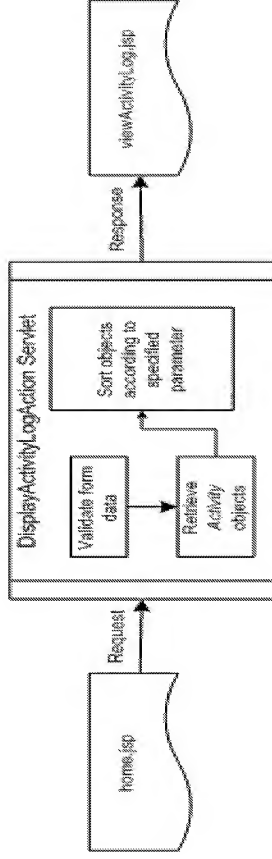 home.jsp
Request
DisplayActivityLogAction Servlet
Validate form
data
Retrieve
Activity
objects
Sort objects
according to
specified
parameter
Response
viewActivityLog.jsp